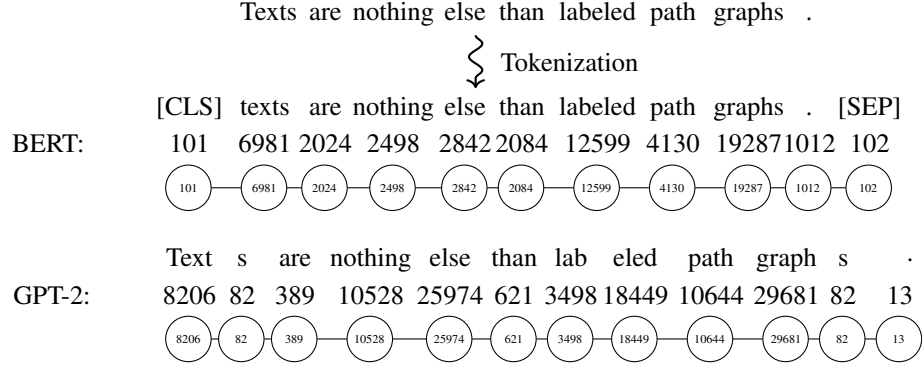 Texts are nothing else than labeled path graphs .
Tokenization
[CLS] texts are nothing else than labeled path graphs . [SEP]
BERT: 101 6981 2024 2498 2842 2084 12599 4130 19287 1012 102
101 6981 2024 2498 2842 2084 12599 4130 19287 1012 102
Text s are nothing else than lab eled path graph s .
GPT-2: 8206 82 389 10528 25974 621 3498 18449 10644 29681 82 13
8206 82 389 10528 25974 621 3498 18449 10644 29681 82 13